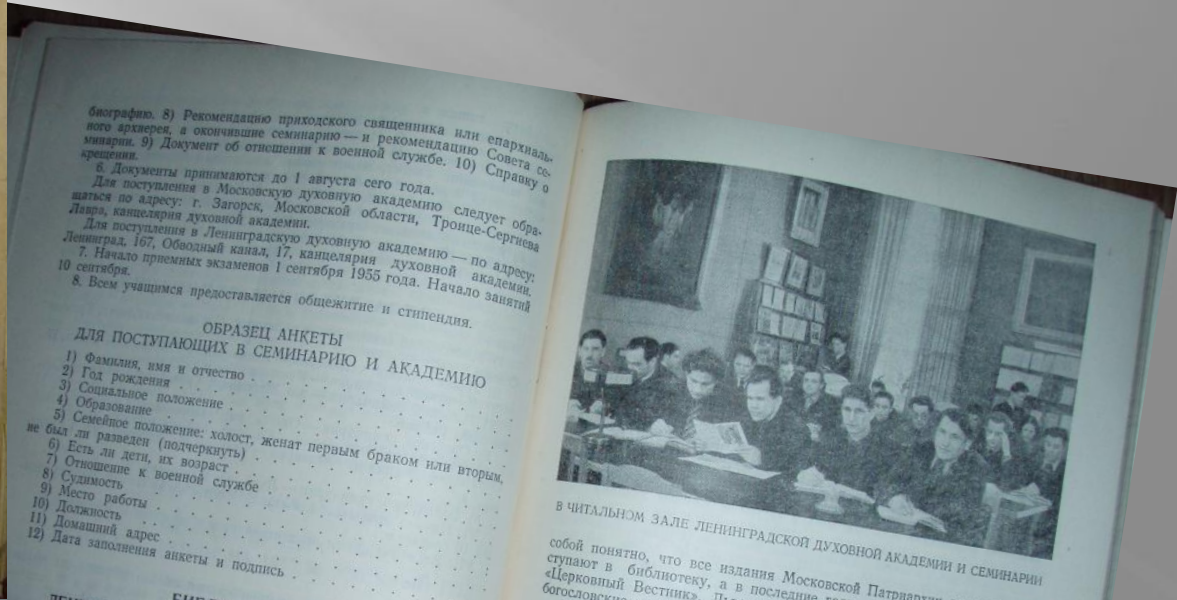 биографию. 8) Рекомендацию приходского священника или епархиаль-
ного архиерея, а окончившие семинарию — и рекомендацию Совета се-
минарии. 9) Документ об отношении к военной службе. 10) Справку о
крещении.
6. Документы принимаются до 1 августа сего года.
Для поступления в Московскую духовную академию следует обра-
щаться по адресу: г. Загорск, Московской области, Троице-Сергиева
Лавра, канцелярия духовной академии.
Для поступления в Ленинградскую духовную академию — по адресу:
Ленинград, 167, Обводный канал, 17, канцелярия духовной академии.
7. Начало приемных экзаменов 1 сентября 1955 года. Начало занятий
10 сентября.
8. Всем учащимся предоставляется общежитие и стипендия.
ОБРАЗЕЦ АНКЕТЫ
ДЛЯ ПОСТУПАЮЩИХ В СЕМИНАРИЮ И АКАДЕМИЮ
1) Фамилия, имя и отчество
2) Год рождения
3) Социальное положение
4) Образование
5) Семейное положение: холост, женат первым браком или вторым,
не был ли разведен (подчеркнуть)
6) Есть ли дети, их возраст
7) Отношение к военной службе
8) Судимость
9) Место работы
10) Должность
11) Домашний адрес
12) Дата заполнения анкеты и подпись
В ЧИТАЛЬНОМ ЗАЛЕ ЛЕНИНГРАДСКОЙ ДУХОВНОЙ АКАДЕМИИ И СЕМИНАРИИ
собой понятно, что все издания Московской
ступают в библиотеку, а в последние
«Церковный Вестник».